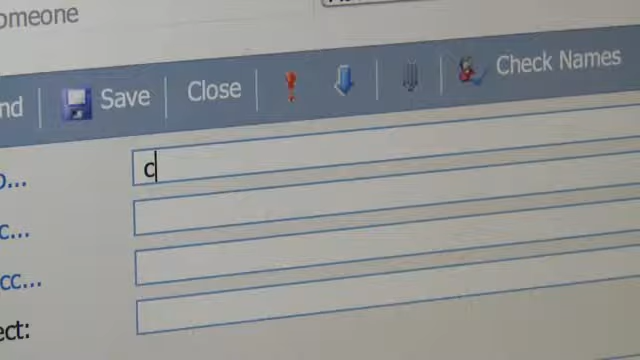 omeone
nd Save Close Check Names
o... c
c...
cc...
ect: